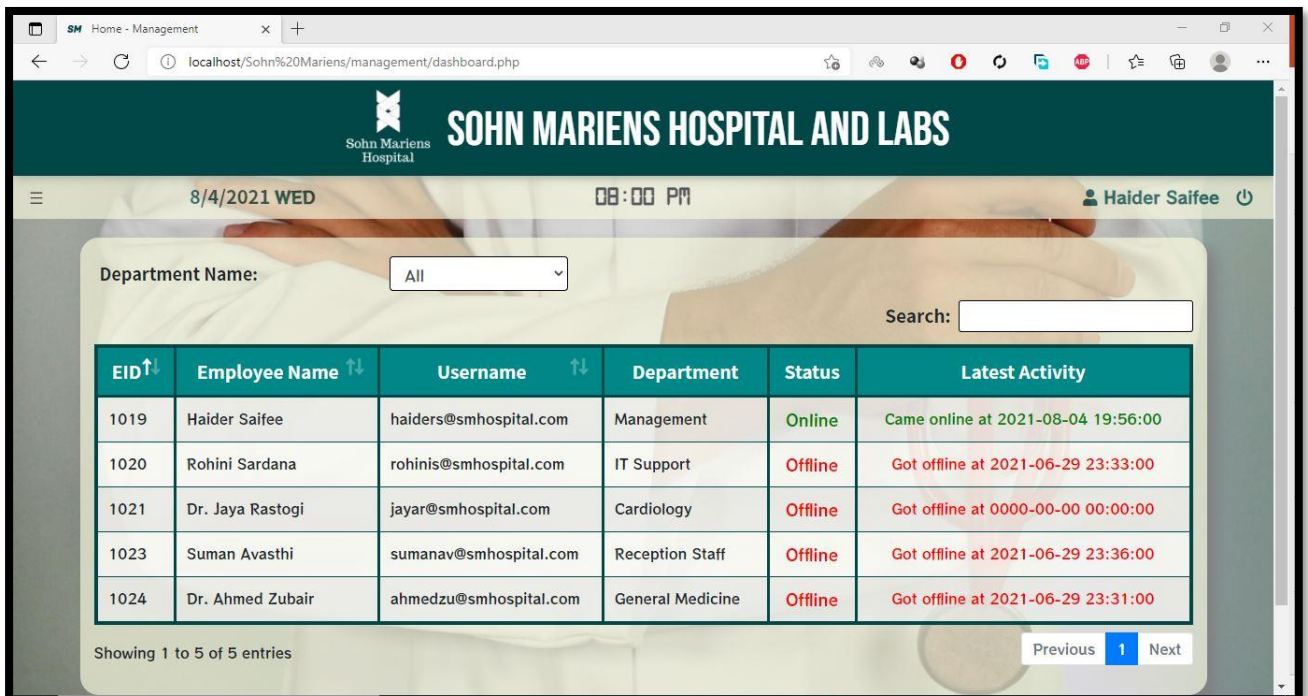 SM Home - Management
localhost/Sohn%20Mariens/management/dashboard.php
ABP
Sohn Mariens
Hospital
SOHN MARIENS HOSPITAL AND LABS
8/4/2021 WED 08:00 PM Haider Saifee
Department Name: All
Search:
EID Employee Name Username Department Status Latest Activity
1019 Haider Saifee haiders@smhospital.com Management Online Came online at 2021-08-04 19:56:00
1020 Rohini Sardana rohinis@smhospital.com IT Support Offline Got offline at 2021-06-29 23:33:00
1021 Dr. Jaya Rastogi jayar@smhospital.com Cardiology Offline Got offline at 0000-00-00 00:00:00
1023 Suman Avasthi sumanav@smhospital.com Reception Staff Offline Got offline at 2021-06-29 23:36:00
1024 Dr. Ahmed Zubair ahmedzu@smhospital.com General Medicine Offline Got offline at 2021-06-29 23:31:00
Showing 1 to 5 of 5 entries Previous 1 Next